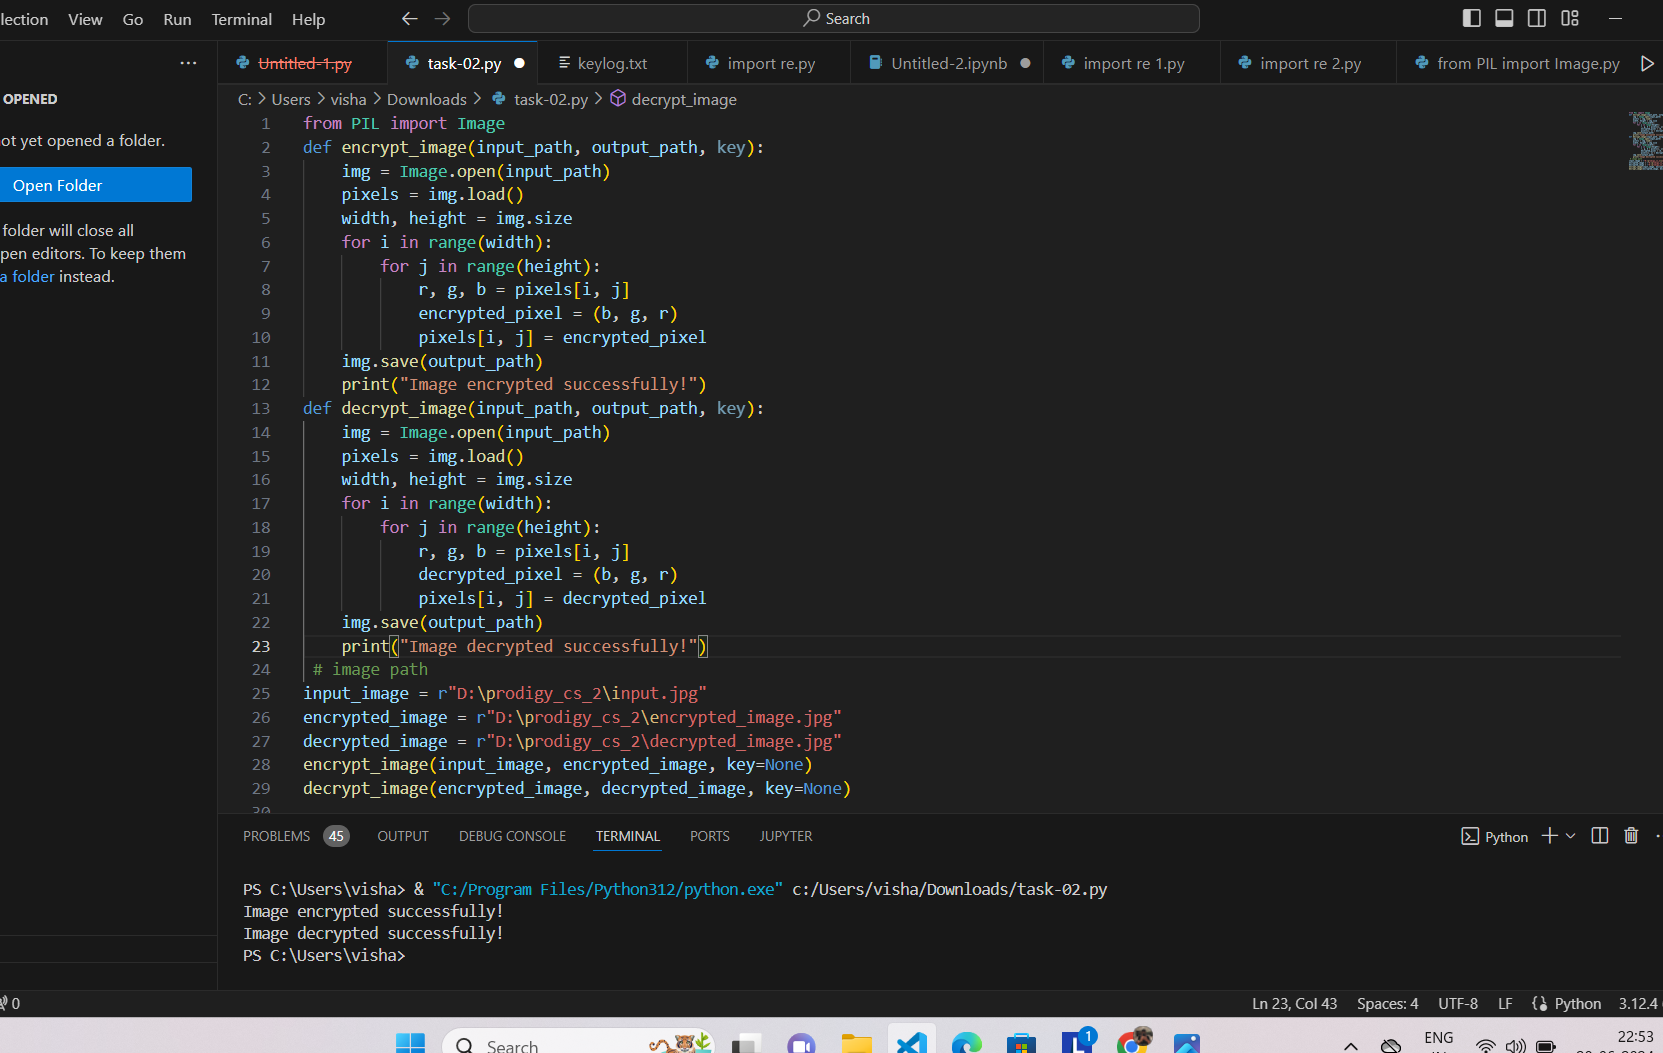 lection View Go Run Terminal Help Search
Untitled-1.py task-02.py keylog.txt import re.py Untitled-2.ipynb import re 1.py import re 2.py from PIL import Image.py
OPENED
ot yet opened a folder.
Open Folder
folder will close all
pen editors. To keep them
a folder instead.
C: > Users > visha > Downloads > task-02.py > decrypt_image
1 from PIL import Image
2 def encrypt_image(input_path, output_path, key):
3     img = Image.open(input_path)
4     pixels = img.load()
5     width, height = img.size
6     for i in range(width):
7         for j in range(height):
8             r, g, b = pixels[i, j]
9             encrypted_pixel = (b, g, r)
10             pixels[i, j] = encrypted_pixel
11     img.save(output_path)
12     print("Image encrypted successfully!")
13 def decrypt_image(input_path, output_path, key):
14     img = Image.open(input_path)
15     pixels = img.load()
16     width, height = img.size
17     for i in range(width):
18         for j in range(height):
19             r, g, b = pixels[i, j]
20             decrypted_pixel = (b, g, r)
21             pixels[i, j] = decrypted_pixel
22     img.save(output_path)
23     print("Image decrypted successfully!")
24  # image path
25 input_image = r"D:\prodigy_cs_2\input.jpg"
26 encrypted_image = r"D:\prodigy_cs_2\encrypted_image.jpg"
27 decrypted_image = r"D:\prodigy_cs_2\decrypted_image.jpg"
28 encrypt_image(input_image, encrypted_image, key=None)
29 decrypt_image(encrypted_image, decrypted_image, key=None)
30
PROBLEMS 45 OUTPUT DEBUG CONSOLE TERMINAL PORTS JUPYTER Python
PS C:\Users\visha> & "C:/Program Files/Python312/python.exe" c:/Users/visha/Downloads/task-02.py
Image encrypted successfully!
Image decrypted successfully!
PS C:\Users\visha>
0 Ln 23, Col 43 Spaces: 4 UTF-8 LF Python 3.12.4
Search 1 ENG 22:53